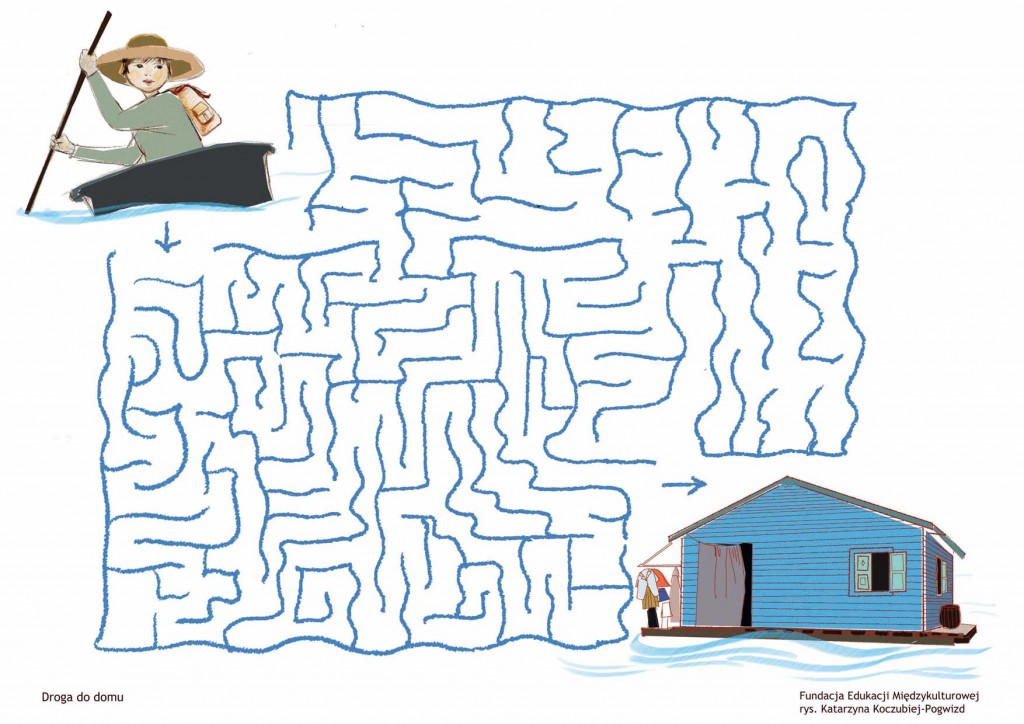 Droga do domu
Fundacja Edukacji Międzykulturowej
rys. Katarzyna Koczubiej-Pogwizd